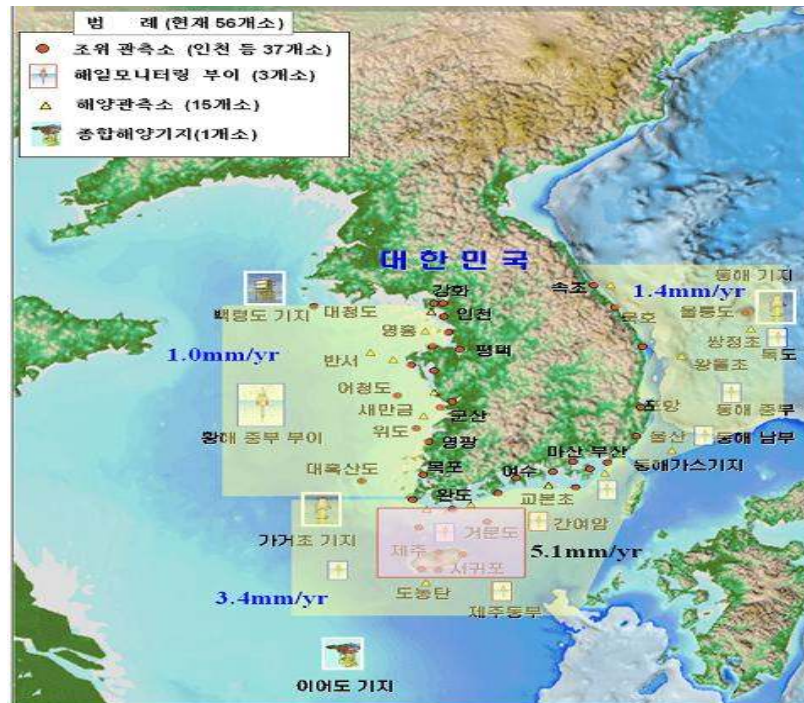 범 례 (현재 56개소)
조위 관측소 (인천 등 37개소)
해일모니터링 부이 (3개소)
해양관측소 (15개소)
종합해양기지(1개소)
대한민국
동해 기지
속초
강화
1.4mm/yr
백령도 기지
대청도
묵호
울릉도
인천
영흥
쌍정초
1.0mm/yr
평택
독도
반서
왕돌초
어청도
새만금
군산
포항
동해 중부
황해 중부 부이
위도
영광
울산
동해 남부
마산 부산
대흑산도
목포
여수
동해가스기지
완도
교본초
가거초 기지
거문도
간여암
제주
5.1mm/yr
서귀포
3.4mm/yr
도농탄
제주동부
이어도 기지